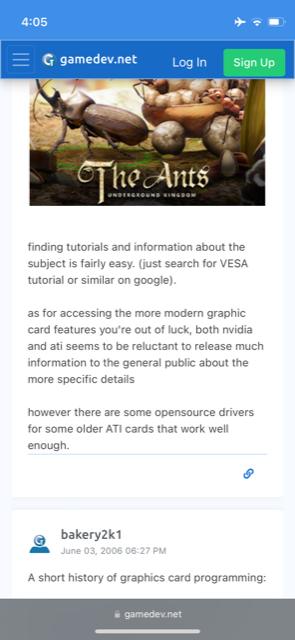 4:05
gamedev.net
Log In
Sign Up
The Ants
UNDERGROUND KINGDOM
finding tutorials and information about the
subject is fairly easy. (just search for VESA
tutorial or similar on google).
as for accessing the more modern graphic
card features you're out of luck, both nvidia
and ati seems to be reluctant to release much
information to the general public about the
more specific details
however there are some opensource drivers
for some older ATI cards that work well
enough.
bakery2k1
June 03, 2006 06:27 PM
A short history of graphics card programming:
gamedev.net